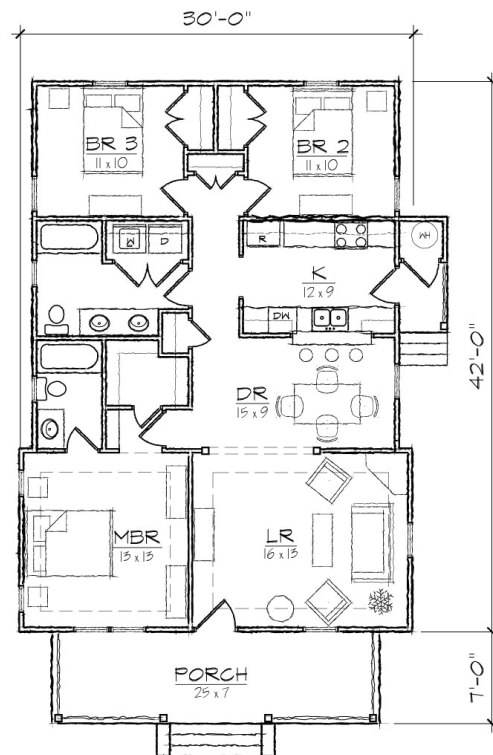 30'-0"
BR 3
11 x 10
BR 2
11 x 10
W
D
R
WH
K
12 x 9
DW
42'-0"
DR
15 x 9
MBR
13 x 13
LR
16 x 13
PORCH
25 x 7
7'-0"